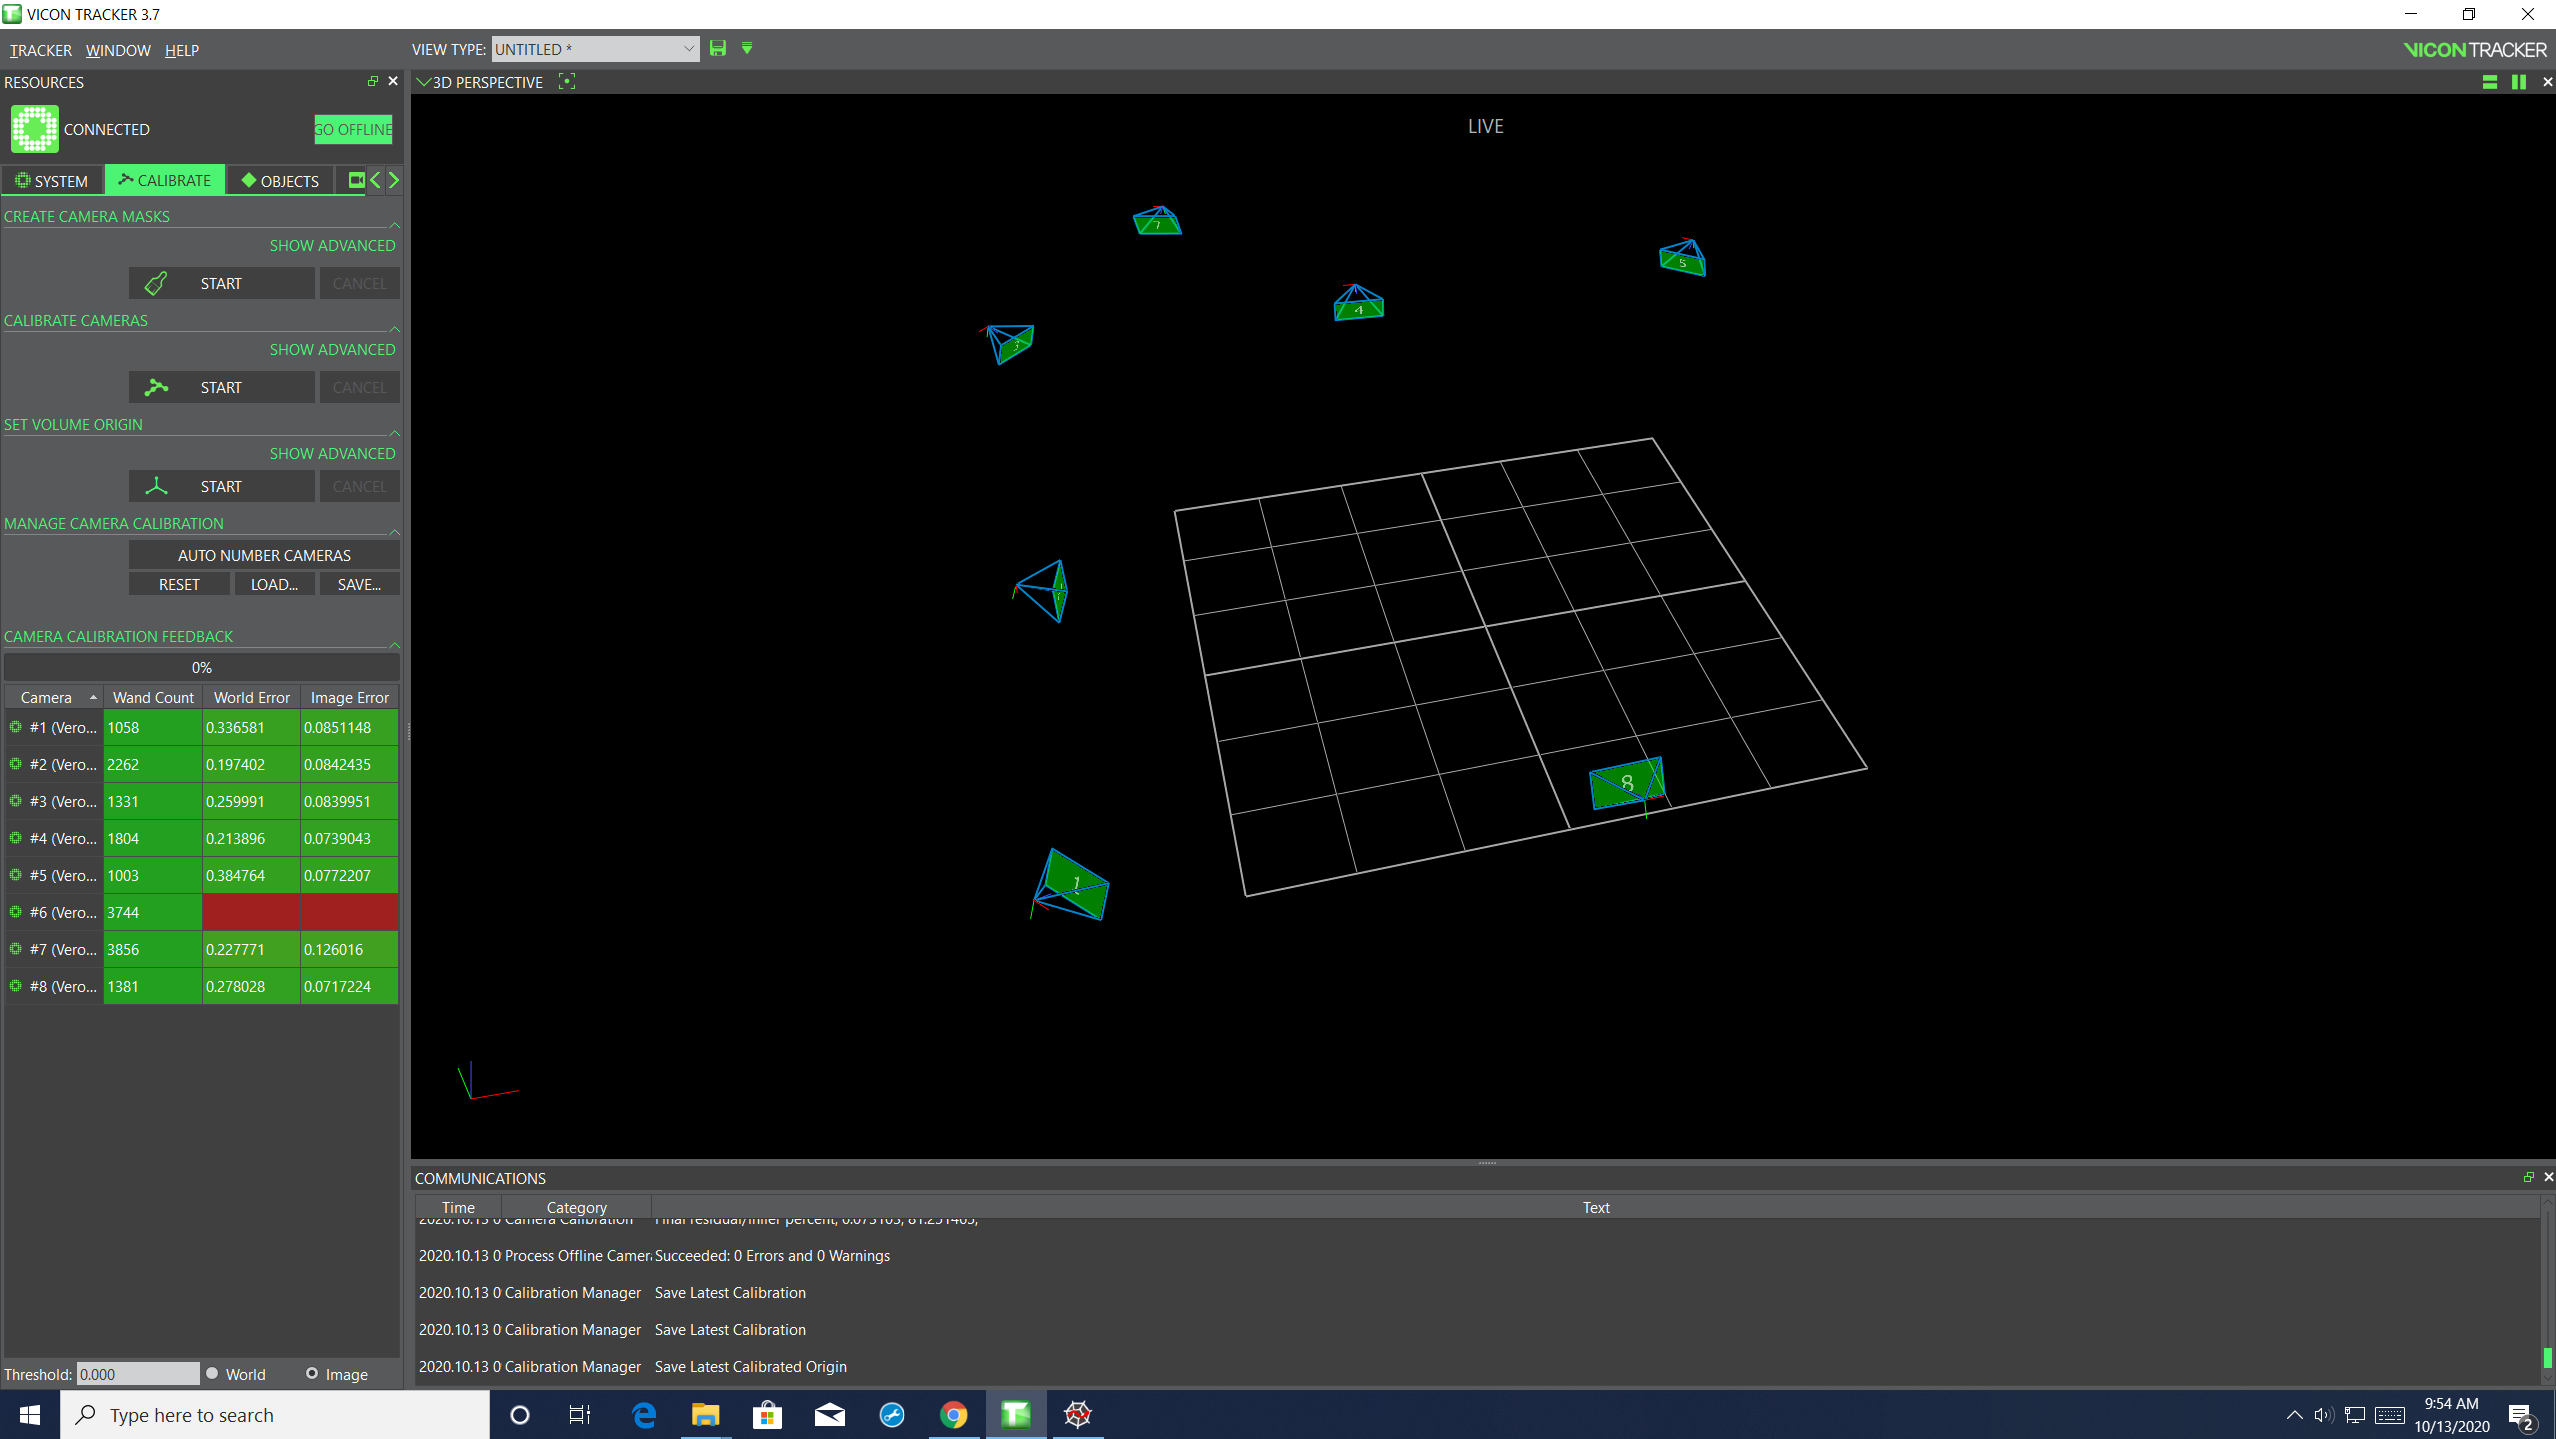 VICON TRACKER 3.7
TRACKER WINDOW HELP
VIEW TYPE: UNTITLED *
VICON TRACKER
RESOURCES
3D PERSPECTIVE
CONNECTED
GO OFFLINE
LIVE
SYSTEM
CALIBRATE
OBJECTS
CREATE CAMERA MASKS
SHOW ADVANCED
START
CANCEL
CALIBRATE CAMERAS
SHOW ADVANCED
START
CANCEL
SET VOLUME ORIGIN
SHOW ADVANCED
START
CANCEL
MANAGE CAMERA CALIBRATION
AUTO NUMBER CAMERAS
RESET
LOAD...
SAVE...
CAMERA CALIBRATION FEEDBACK
0%
Camera Wand Count World Error Image Error
#1 (Vero... 1058 0.336581 0.0851148
#2 (Vero... 2262 0.197402 0.0842435
#3 (Vero... 1331 0.259991 0.0839951
#4 (Vero... 1804 0.213896 0.0739043
#5 (Vero... 1003 0.384764 0.0772207
#6 (Vero... 3744
#7 (Vero... 3856 0.227771 0.126016
#8 (Vero... 1381 0.278028 0.0717224
Threshold: 0.000 World Image
7
5
4
3
8
1
COMMUNICATIONS
Time Category Text
2020.10.13 0 Camera Calibration
2020.10.13 0 Process Offline Camer Succeeded: 0 Errors and 0 Warnings
2020.10.13 0 Calibration Manager Save Latest Calibration
2020.10.13 0 Calibration Manager Save Latest Calibration
2020.10.13 0 Calibration Manager Save Latest Calibrated Origin
Type here to search
9:54 AM
10/13/2020
2